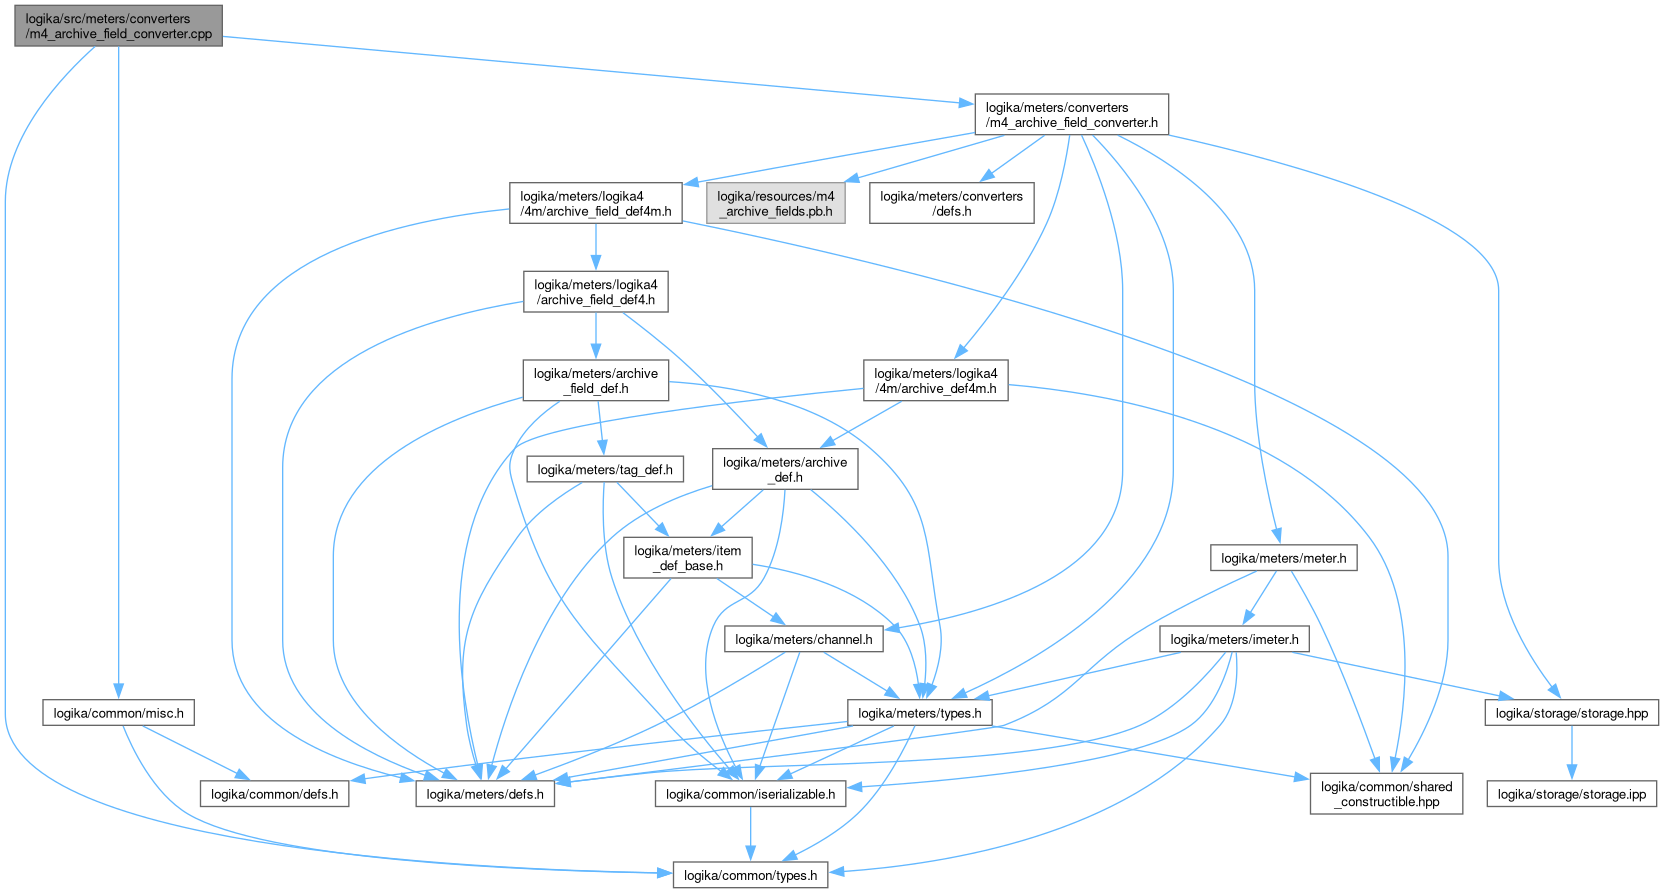 logika/src/meters/converters
/m4_archive_field_converter.cpp
logika/meters/converters
/m4_archive_field_converter.h
logika/meters/logika4
/4m/archive_field_def4m.h
logika/resources/m4
_archive_fields.pb.h
logika/meters/converters
/defs.h
logika/meters/logika4
/archive_field_def4.h
logika/meters/archive
_field_def.h
logika/meters/logika4
/4m/archive_def4m.h
logika/meters/tag_def.h
logika/meters/archive
_def.h
logika/meters/item
_def_base.h
logika/meters/meter.h
logika/meters/channel.h
logika/meters/imeter.h
logika/common/misc.h
logika/meters/types.h
logika/storage/storage.hpp
logika/common/defs.h
logika/meters/defs.h
logika/common/iserializable.h
logika/common/shared
_constructible.hpp
logika/storage/storage.ipp
logika/common/types.h